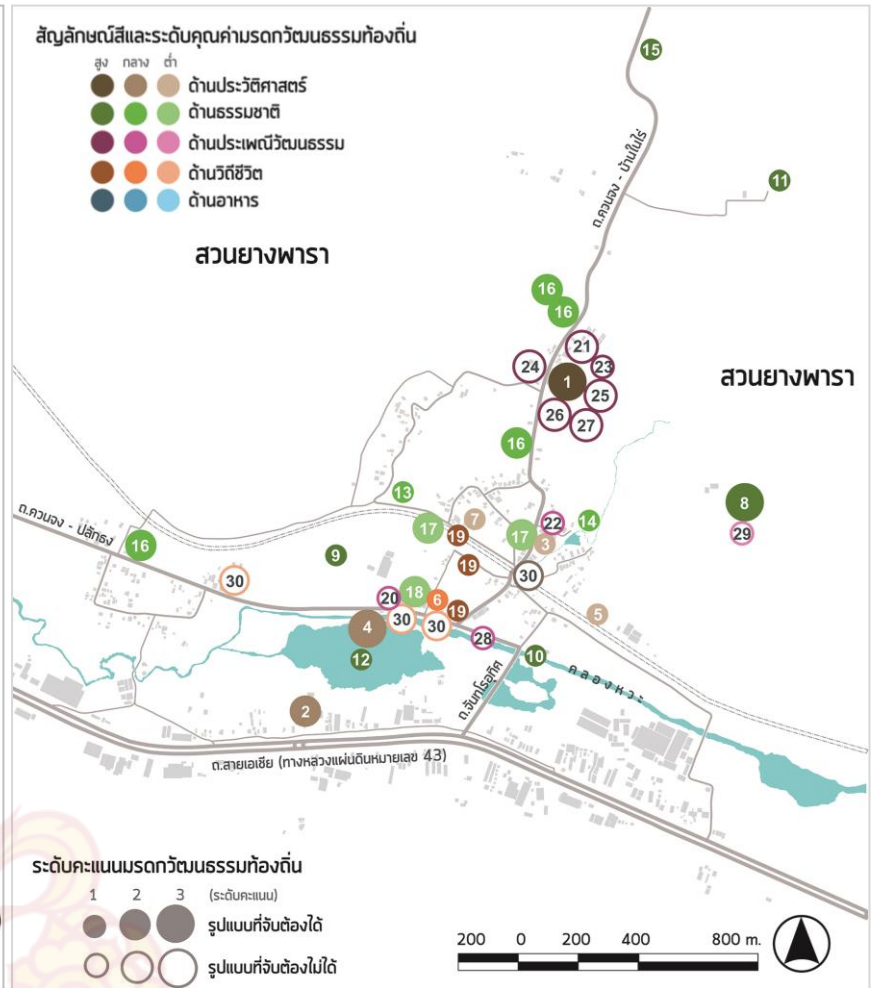 สัญลักษณ์สีและระดับคุณค่ามรดกวัฒนธรรมท้องถิ่น
สูง กลาง ต่ำ
ด้านประวัติศาสตร์
ด้านธรรมชาติ
ด้านประเพณีวัฒนธรรม
ด้านวิถีชีวิต
ด้านอาหาร
15
ถ.ควนจง - บ้านในไร่
11
สวนยางพารา
16
16
21
24
23
1
สวนยางพารา
25
26
27
16
13
8
ถ.ควนจง - ปลักธง
7
22
14
17
17
29
19
3
16
9
19
30
30
20
18
6
5
19
4
30
30
28
12
10
คลองหวะ
ถ.จันทโรอุทิศ
2
ถ.สายเอเชีย (ทางหลวงแผ่นดินหมายเลข 43)
ระดับคะแนนมรดกวัฒนธรรมท้องถิ่น
1 2 3 (ระดับคะแนน)
รูปแบบที่จับต้องได้
รูปแบบที่จับต้องไม่ได้
200 0 200 400 800 m.